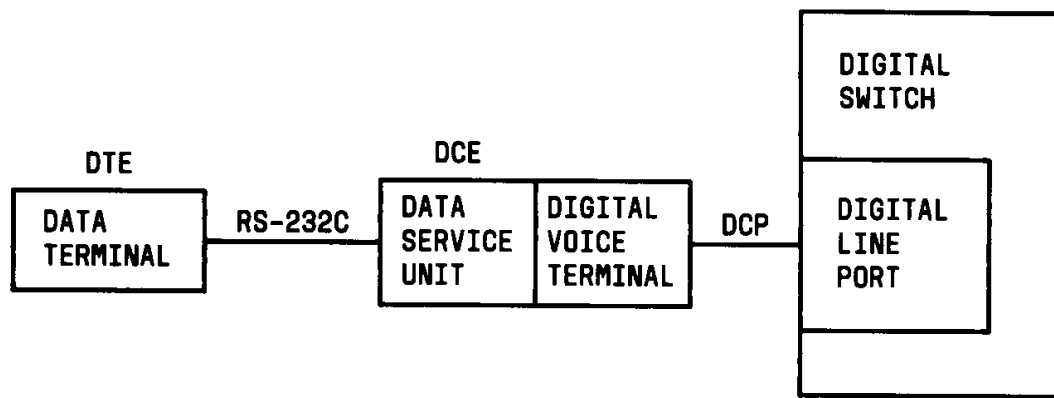 DTE
DATA
TERMINAL
RS-232C
DCE
DATA
SERVICE
UNIT
DIGITAL
VOICE
TERMINAL
DCP
DIGITAL
SWITCH
DIGITAL
LINE
PORT